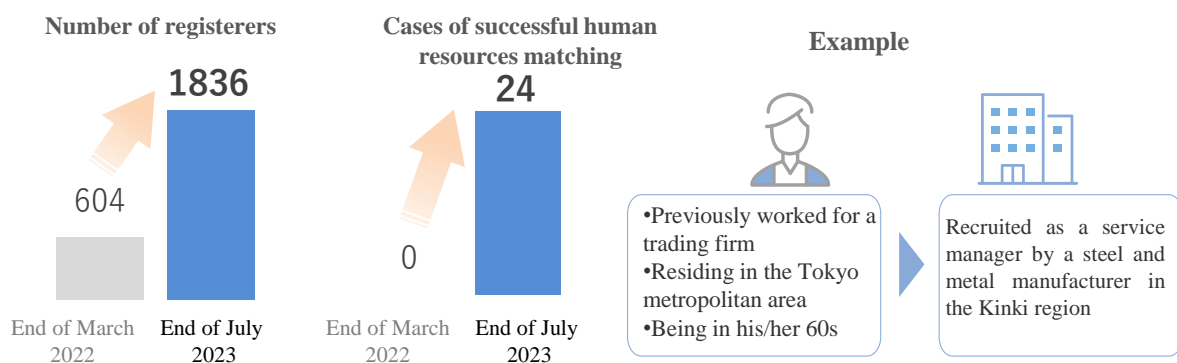 Number of registerers
1836
604
End of March
2022
End of July
2023
Cases of successful human
resources matching
24
0
End of March
2022
End of July
2023
Example
•Previously worked for a
trading firm
•Residing in the Tokyo
metropolitan area
•Being in his/her 60s
Recruited as a service
manager by a steel and
metal manufacturer in
the Kinki region